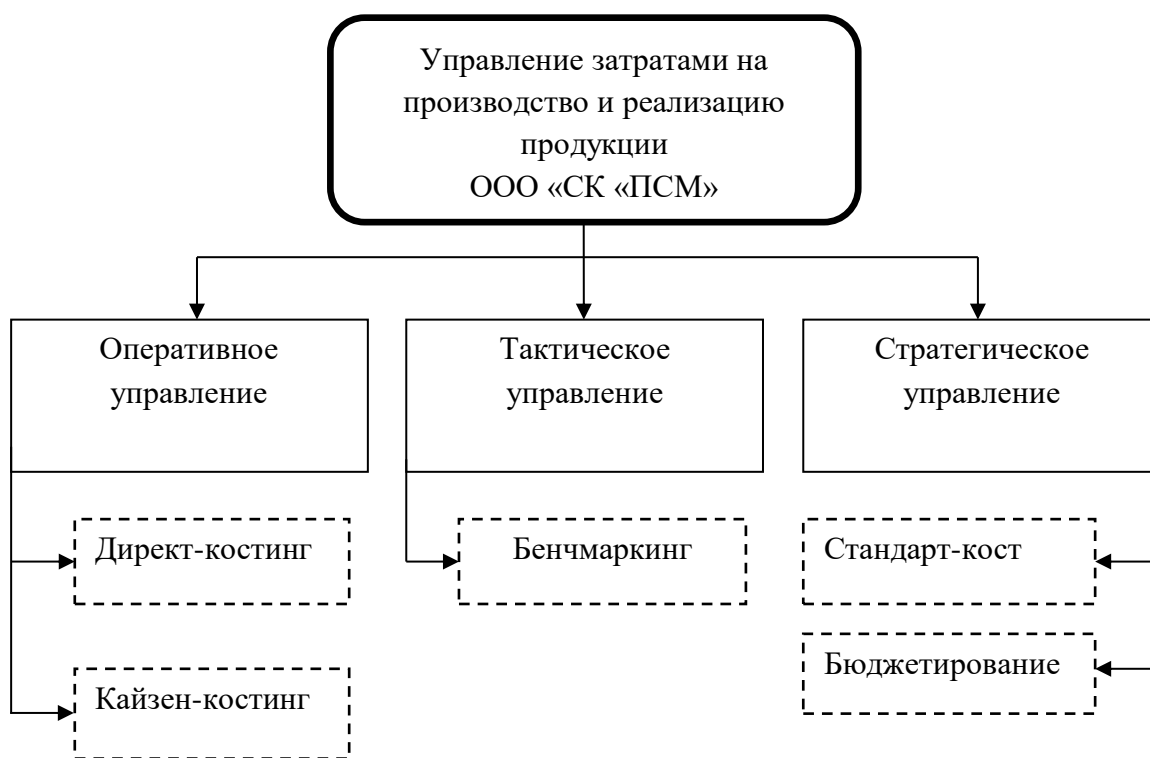 Управление затратами на
производство и реализацию
продукции
ООО «СК «ПСМ»
Оперативное
управление
Тактическое
управление
Стратегическое
управление
Директ-костинг
Бенчмаркинг
Стандарт-кост
Кайзен-костинг
Бюджетирование